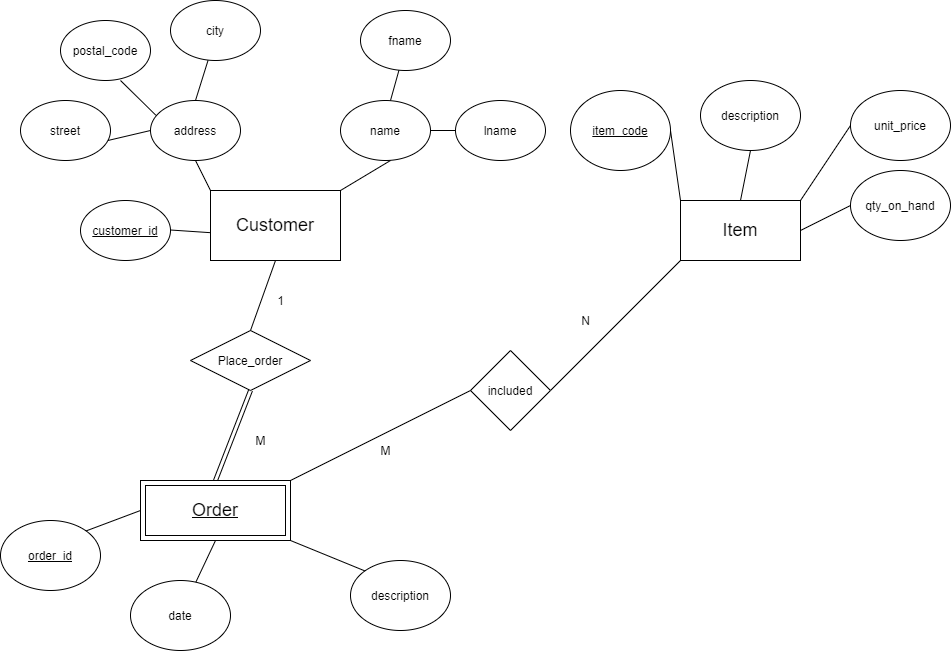 city
postal_code
fname
street
address
name
lname
item_code
description
unit_price
qty_on_hand
customer_id
Customer
Item
1
N
Place_order
included
M
M
Order
order_id
date
description